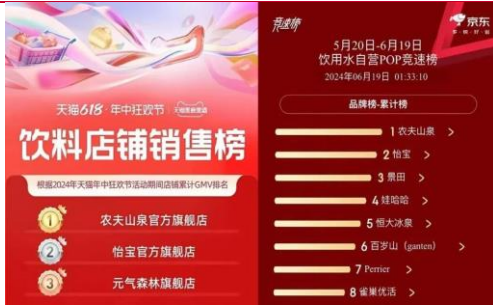 天猫618·年中狂欢节
饮料店铺销售榜
根据2024年天猫年中狂欢节活动期间店铺累计GMV排名
1
农夫山泉官方旗舰店
2
怡宝官方旗舰店
3
元气森林旗舰店
竞速榜
京东
5月20日-6月19日
饮用水自营POP竞速榜
2024年06月19日 01:33:10
品牌榜-累计榜
1 农夫山泉 >
2 怡宝 >
3 景田 >
4 娃哈哈 >
5 恒大冰泉 >
6 百岁山 (ganten) >
7 Perrier >
8 雀巢优活 >